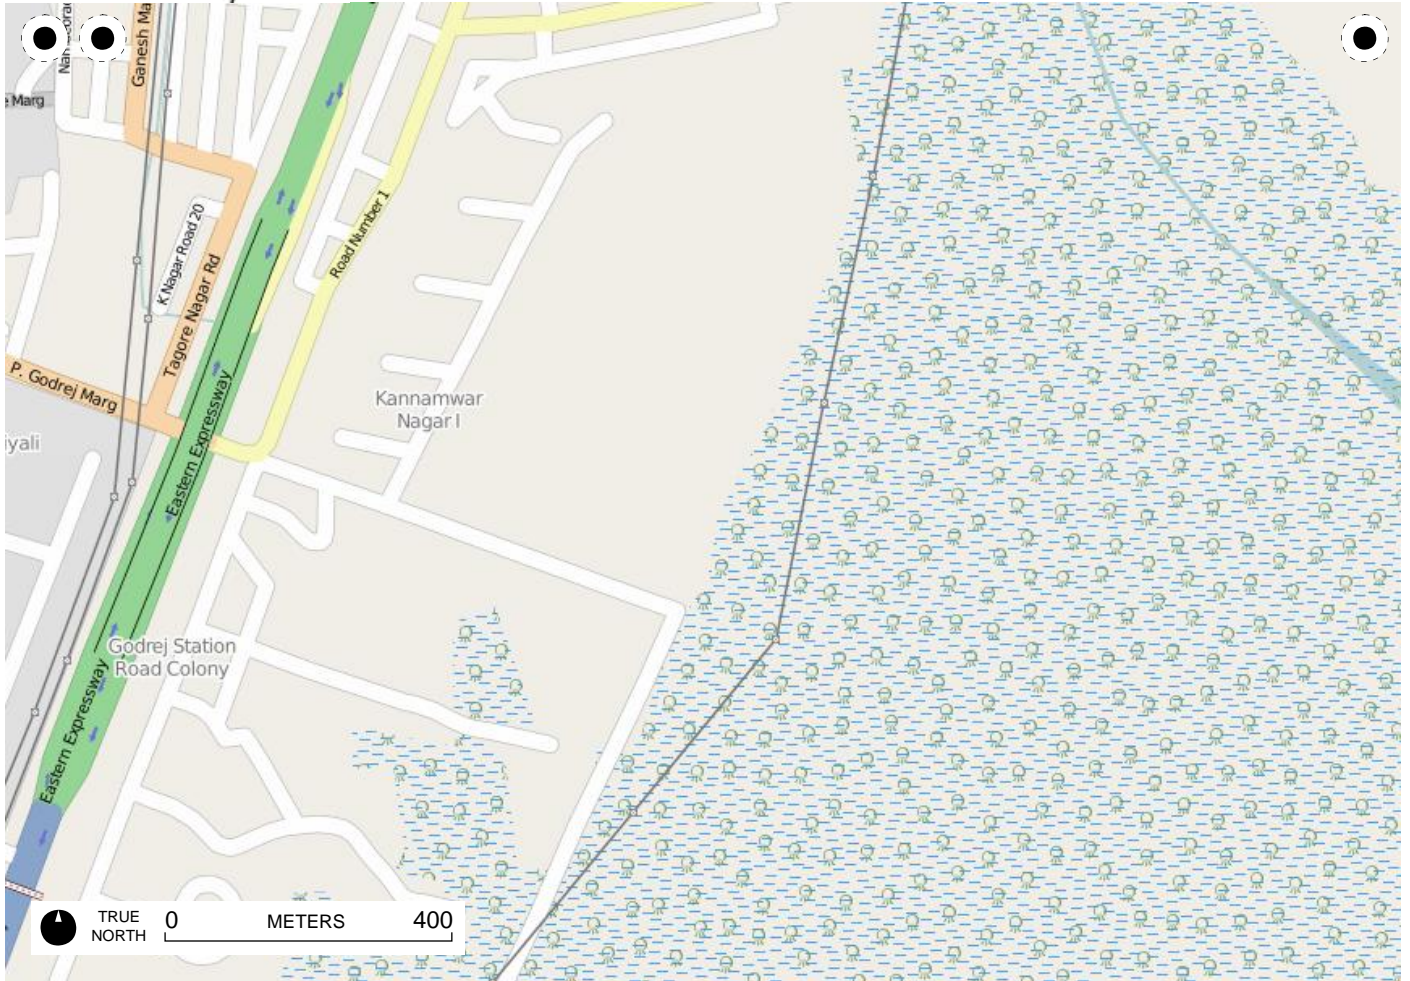 Ganesh Ma
e Marg
K Nagar Road 20
Road Number 1
Tagore Nagar Rd
P. Godrej Marg
Eastern Expressway
Kannamwar
Nagar I
iyali
Godrej Station
Road Colony
Eastern Expressway
TRUE
NORTH
0 METERS 400